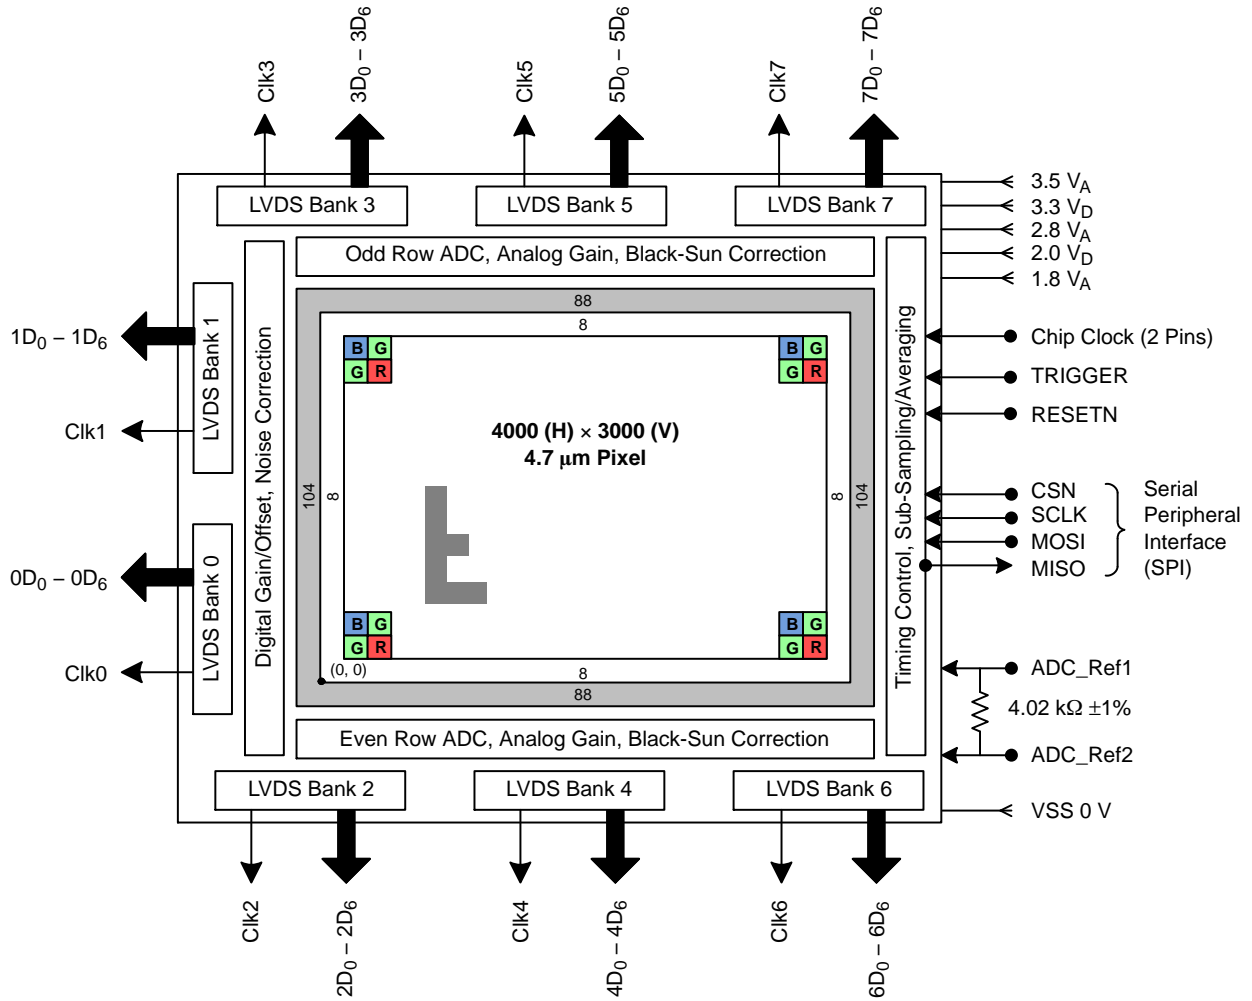 3D0 – 3D6
5D0 – 5D6
7D0 – 7D6
Clk3
Clk5
Clk7
LVDS Bank 3
LVDS Bank 5
LVDS Bank 7
3.5 VA
3.3 VD
2.8 VA
2.0 VD
1.8 VA
Odd Row ADC, Analog Gain, Black-Sun Correction
88
8
1D0 – 1D6
Clk1
LVDS Bank 1
Digital Gain/Offset, Noise Correction
104
8
B G
G R
B G
G R
4000 (H) × 3000 (V)
4.7 µm Pixel
8
104
Timing Control, Sub-Sampling/Averaging
Chip Clock (2 Pins)
TRIGGER
RESETN
CSN
SCLK
MOSI
MISO
Serial
Peripheral
Interface
(SPI)
0D0 – 0D6
Clk0
LVDS Bank 0
B G
G R
B G
G R
(0, 0)
8
88
ADC_Ref1
4.02 kΩ ±1%
ADC_Ref2
VSS 0 V
Even Row ADC, Analog Gain, Black-Sun Correction
LVDS Bank 2
LVDS Bank 4
LVDS Bank 6
Clk2
2D0 – 2D6
Clk4
4D0 – 4D6
Clk6
6D0 – 6D6